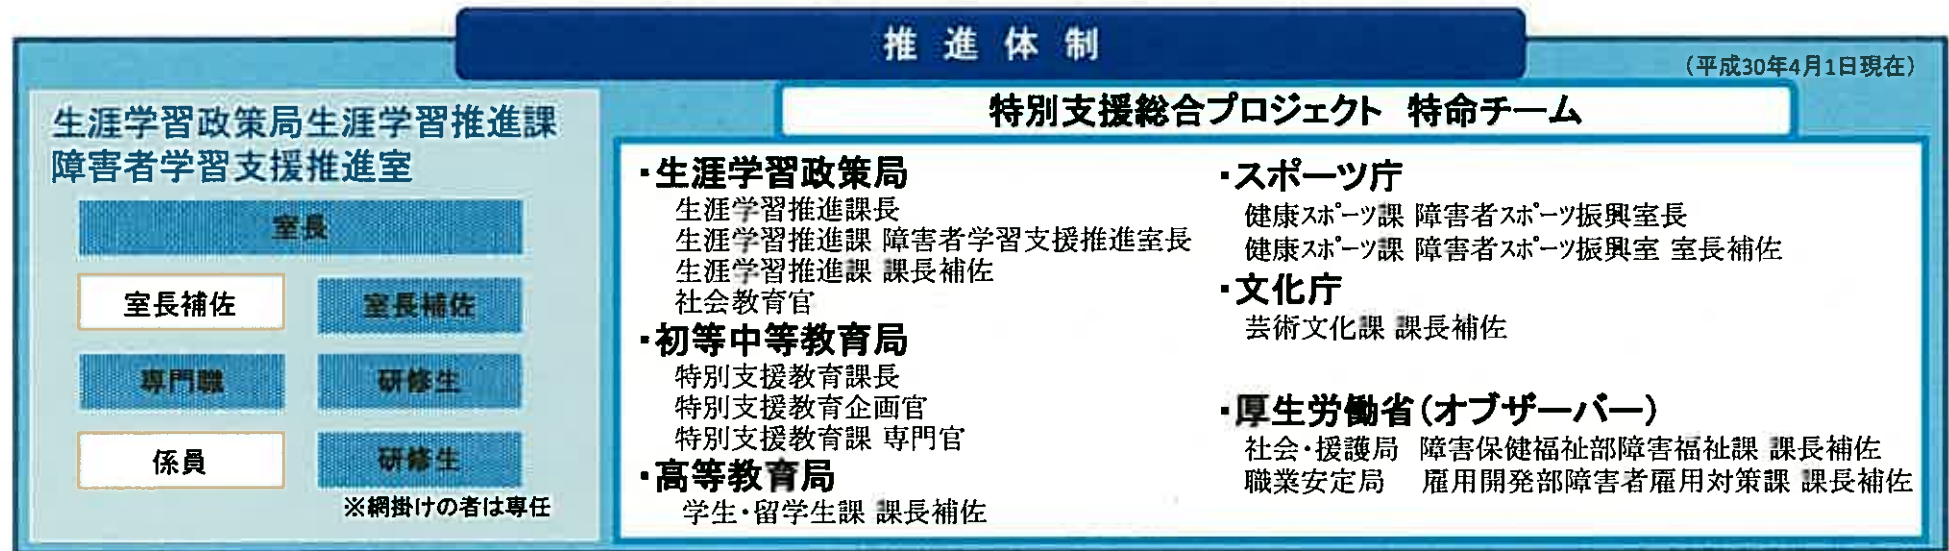 推進体制
（平成30年4月1日現在）
生涯学習政策局生涯学習推進課
障害者学習支援推進室
室長
室長補佐
室長補佐
専門職
研修生
係員
研修生
※網掛けの者は専任
特別支援総合プロジェクト 特命チーム
・生涯学習政策局
生涯学習推進課長
生涯学習推進課 障害者学習支援推進室長
生涯学習推進課 課長補佐
社会教育官
・初等中等教育局
特別支援教育課長
特別支援教育企画官
特別支援教育課 専門官
・高等教育局
学生・留学生課 課長補佐
・スポーツ庁
健康スポーツ課 障害者スポーツ振興室長
健康スポーツ課 障害者スポーツ振興室 室長補佐
・文化庁
芸術文化課 課長補佐
・厚生労働省（オブザーバー）
社会・援護局 障害保健福祉部障害福祉課 課長補佐
職業安定局 雇用開発部障害者雇用対策課 課長補佐